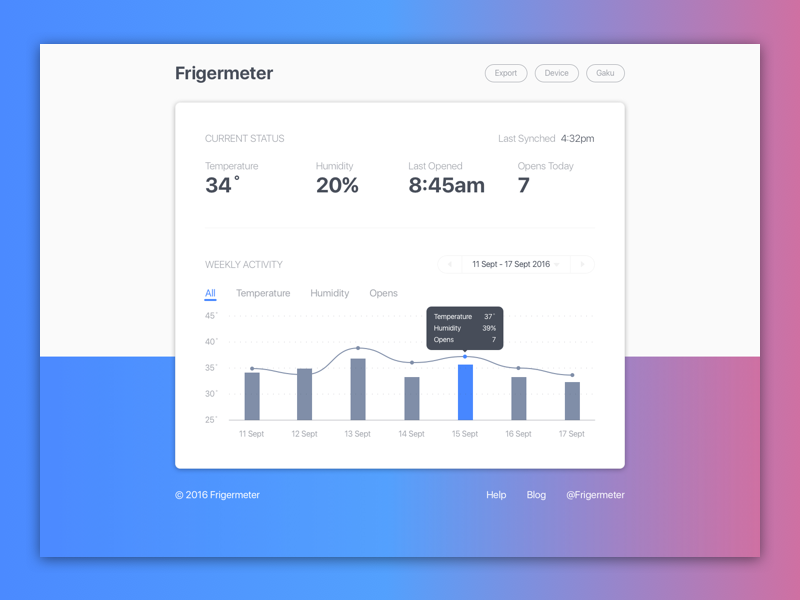 Frigermeter
Export Device Gaku
CURRENT STATUS Last Synched 4:32pm
Temperature Humidity Last Opened Opens Today
34° 20% 8:45am 7
WEEKLY ACTIVITY 11 Sept - 17 Sept 2016
All Temperature Humidity Opens
Temperature 37°
Humidity 39%
Opens 7
45°
40°
35°
30°
25°
11 Sept 12 Sept 13 Sept 14 Sept 15 Sept 16 Sept 17 Sept
© 2016 Frigermeter Help Blog @Frigermeter